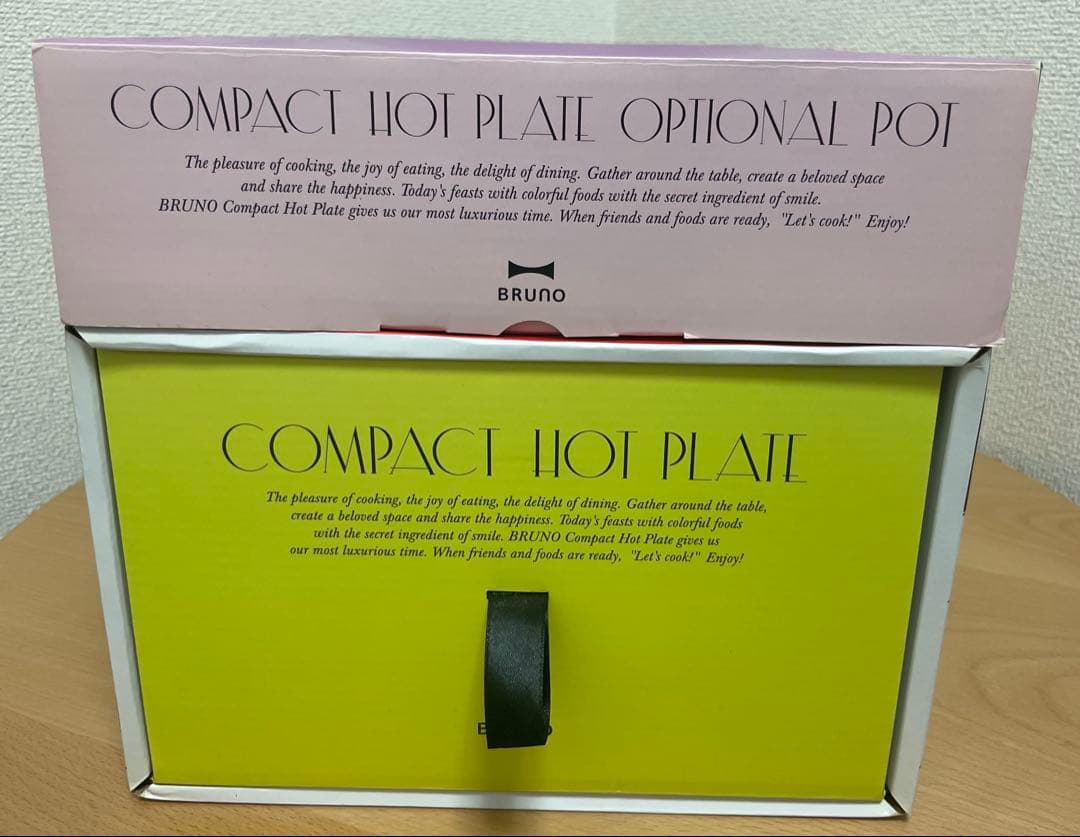 COMPACT HOT PLATE OPTIONAL POT
The pleasure of cooking, the joy of eating, the delight of dining. Gather around the table, create a beloved space
and share the happiness. Today's feasts with colorful foods with the secret ingredient of smile.
BRUNO Compact Hot Plate gives us our most luxurious time. When friends and foods are ready, "Let's cook!" Enjoy!
BRUNO
COMPACT HOT PLATE
The pleasure of cooking, the joy of eating, the delight of dining. Gather around the table,
create a beloved space and share the happiness. Today's feasts with colorful foods
with the secret ingredient of smile. BRUNO Compact Hot Plate gives us
our most luxurious time. When friends and foods are ready, "Let's cook!" Enjoy!